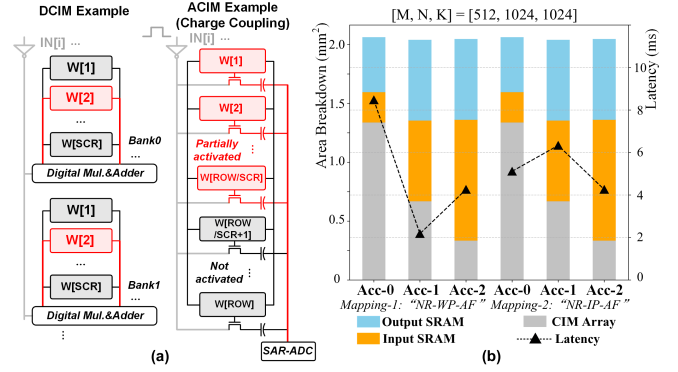 DCIM Example
IN[i] ...
W[1]
W[2]
...
W[SCR]
Bank0
...
Digital Mul.&Adder
W[1]
W[2]
...
W[SCR]
Bank1
...
Digital Mul.&Adder
...
ACIM Example
(Charge Coupling)
IN[i] ...
W[1]
W[2]
Partially
activated
...
W[ROW/SCR]
W[ROW
/SCR+1]
Not
activated
...
W[ROW]
SAR-ADC
(a)
[M, N, K] = [512, 1024, 1024]
Area Breakdown (mm²)
2.0
1.5
1.0
0.5
0
Latency (ms)
10
8
6
4
2
0
Acc-0 Acc-1 Acc-2 Acc-0 Acc-1 Acc-2
Mapping-1: “NR-WP-AF” Mapping-2: “NR-IP-AF”
Output SRAM CIM Array
Input SRAM Latency
(b)